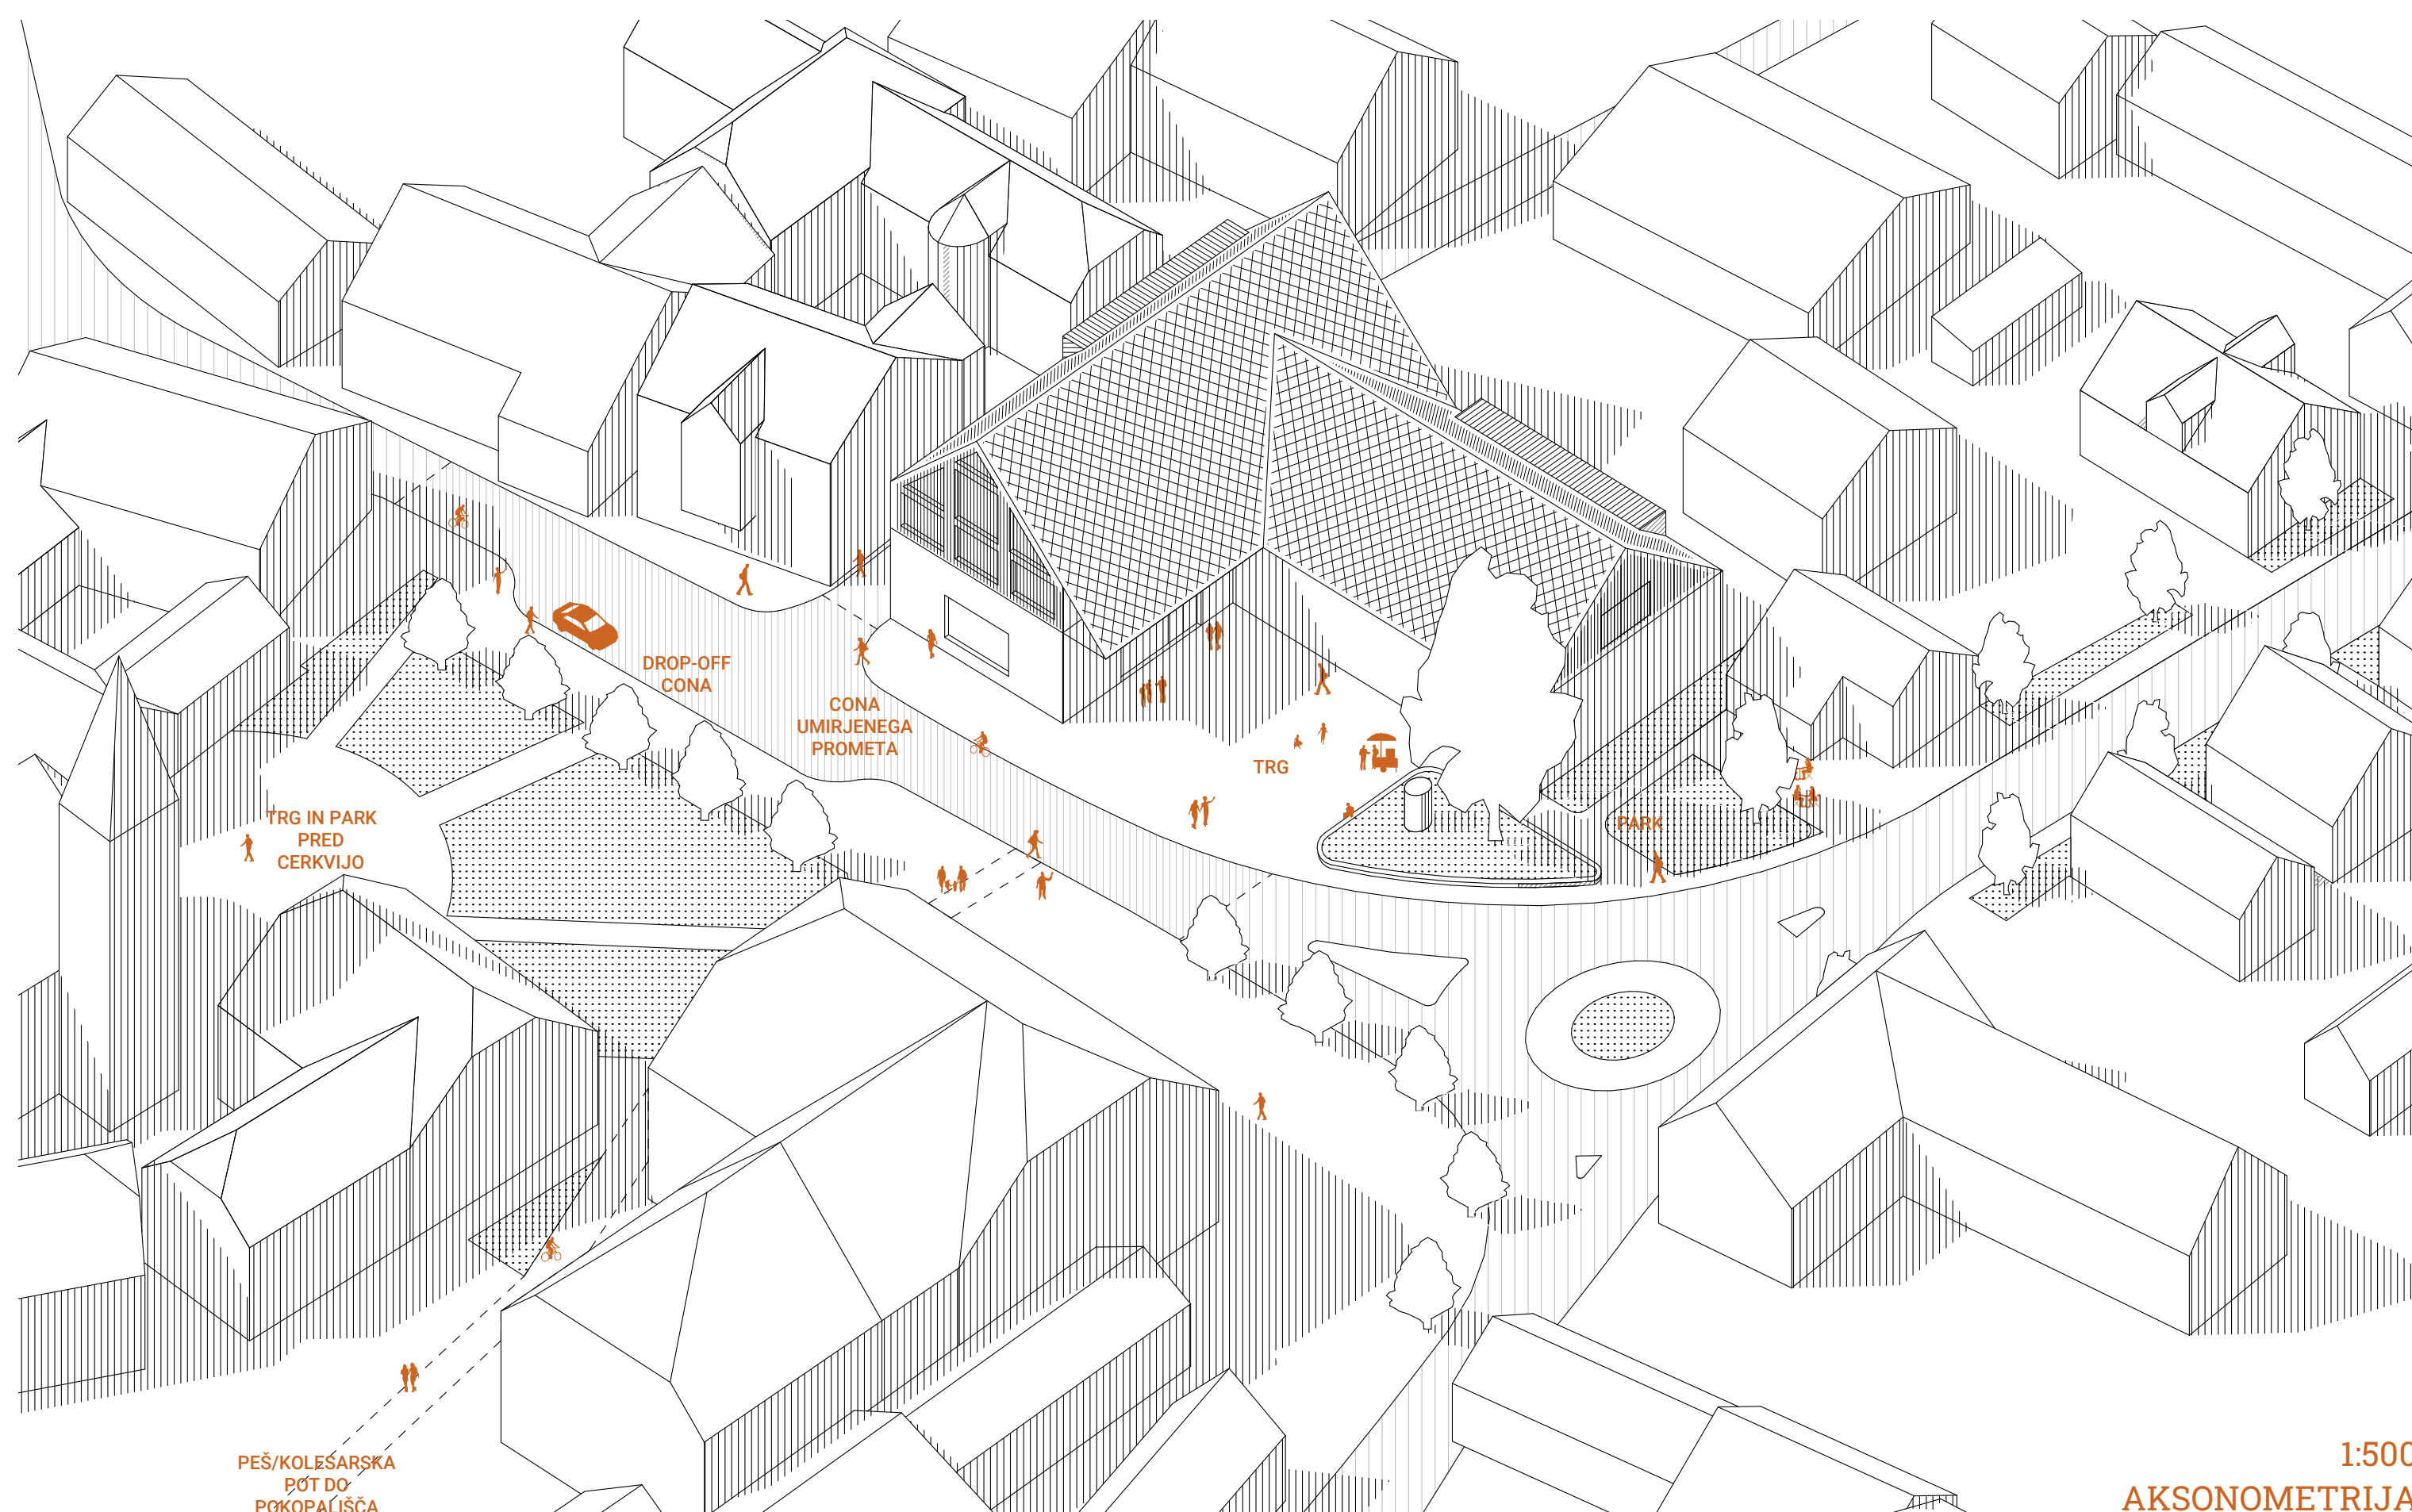 DROP-OFF
CONA
CONA
UMIRJENEGA
PROMETA
TRG
TRG IN PARK
PRED
CERKVIJO
PARK
PEŠ/KOLESARSKA
POT DO
POKOPALIŠČA
1:500
AKSONOMETRIJA